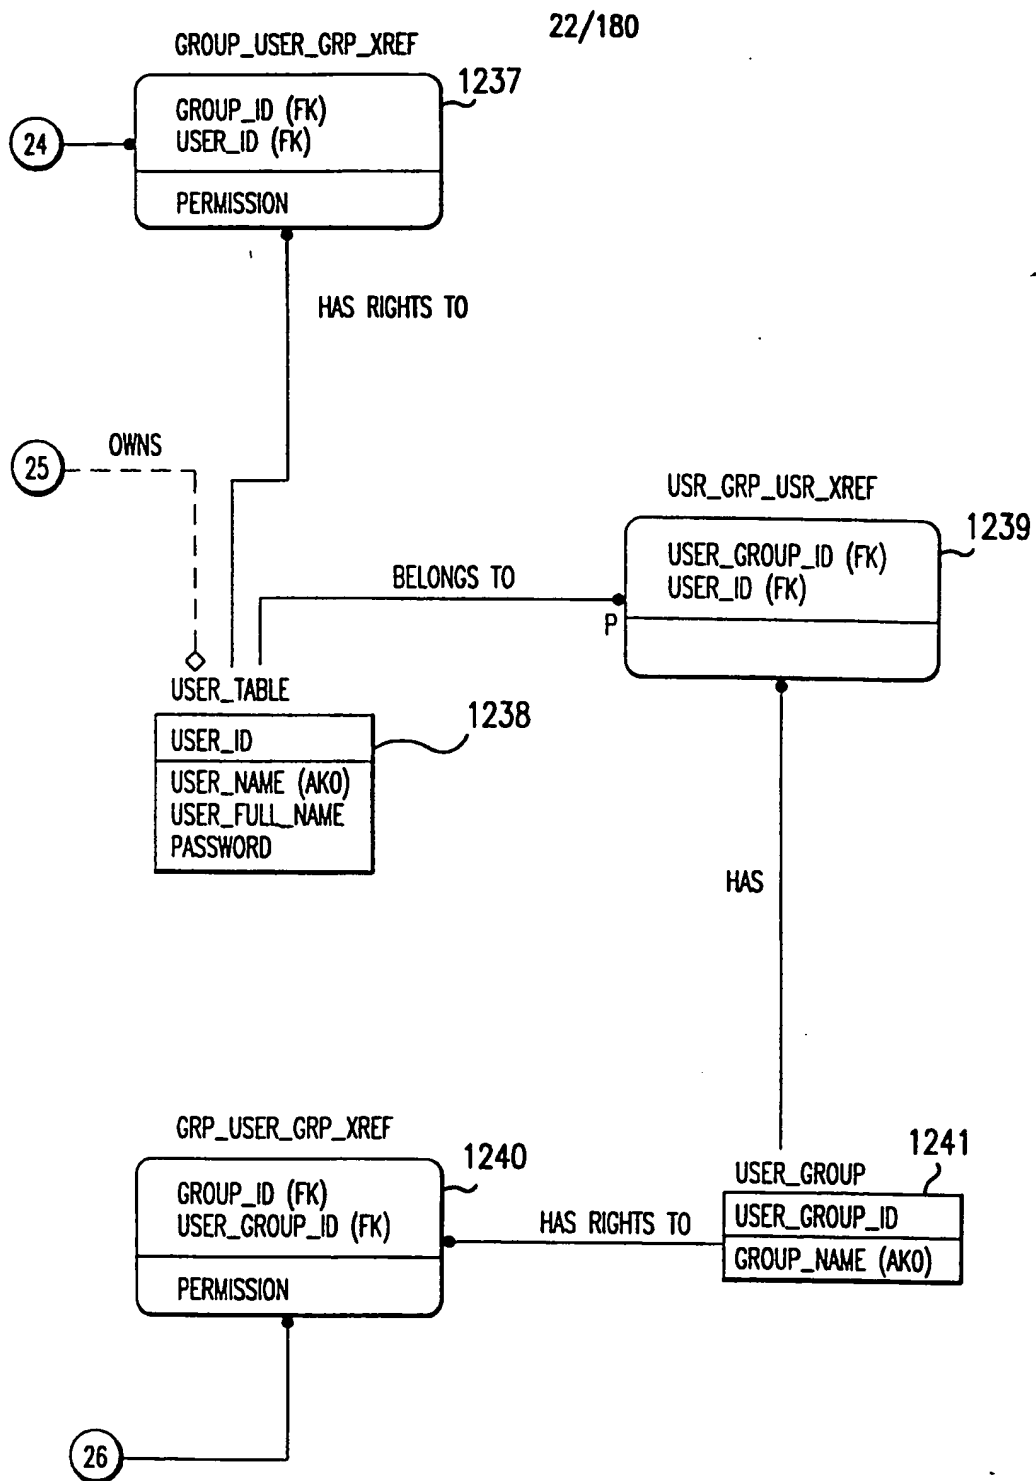 22/180
GROUP_USER_GRP_XREF
1237
GROUP_ID (FK)
USER_ID (FK)
24
PERMISSION
HAS RIGHTS TO
25
OWNS
USR_GRP_USR_XREF
1239
USER_GROUP_ID (FK)
USER_ID (FK)
BELONGS TO
P
USER_TABLE
1238
USER_ID
USER_NAME (AK0)
USER_FULL_NAME
PASSWORD
HAS
GRP_USER_GRP_XREF
1240
GROUP_ID (FK)
USER_GROUP_ID (FK)
PERMISSION
HAS RIGHTS TO
USER_GROUP
1241
USER_GROUP_ID
GROUP_NAME (AK0)
26